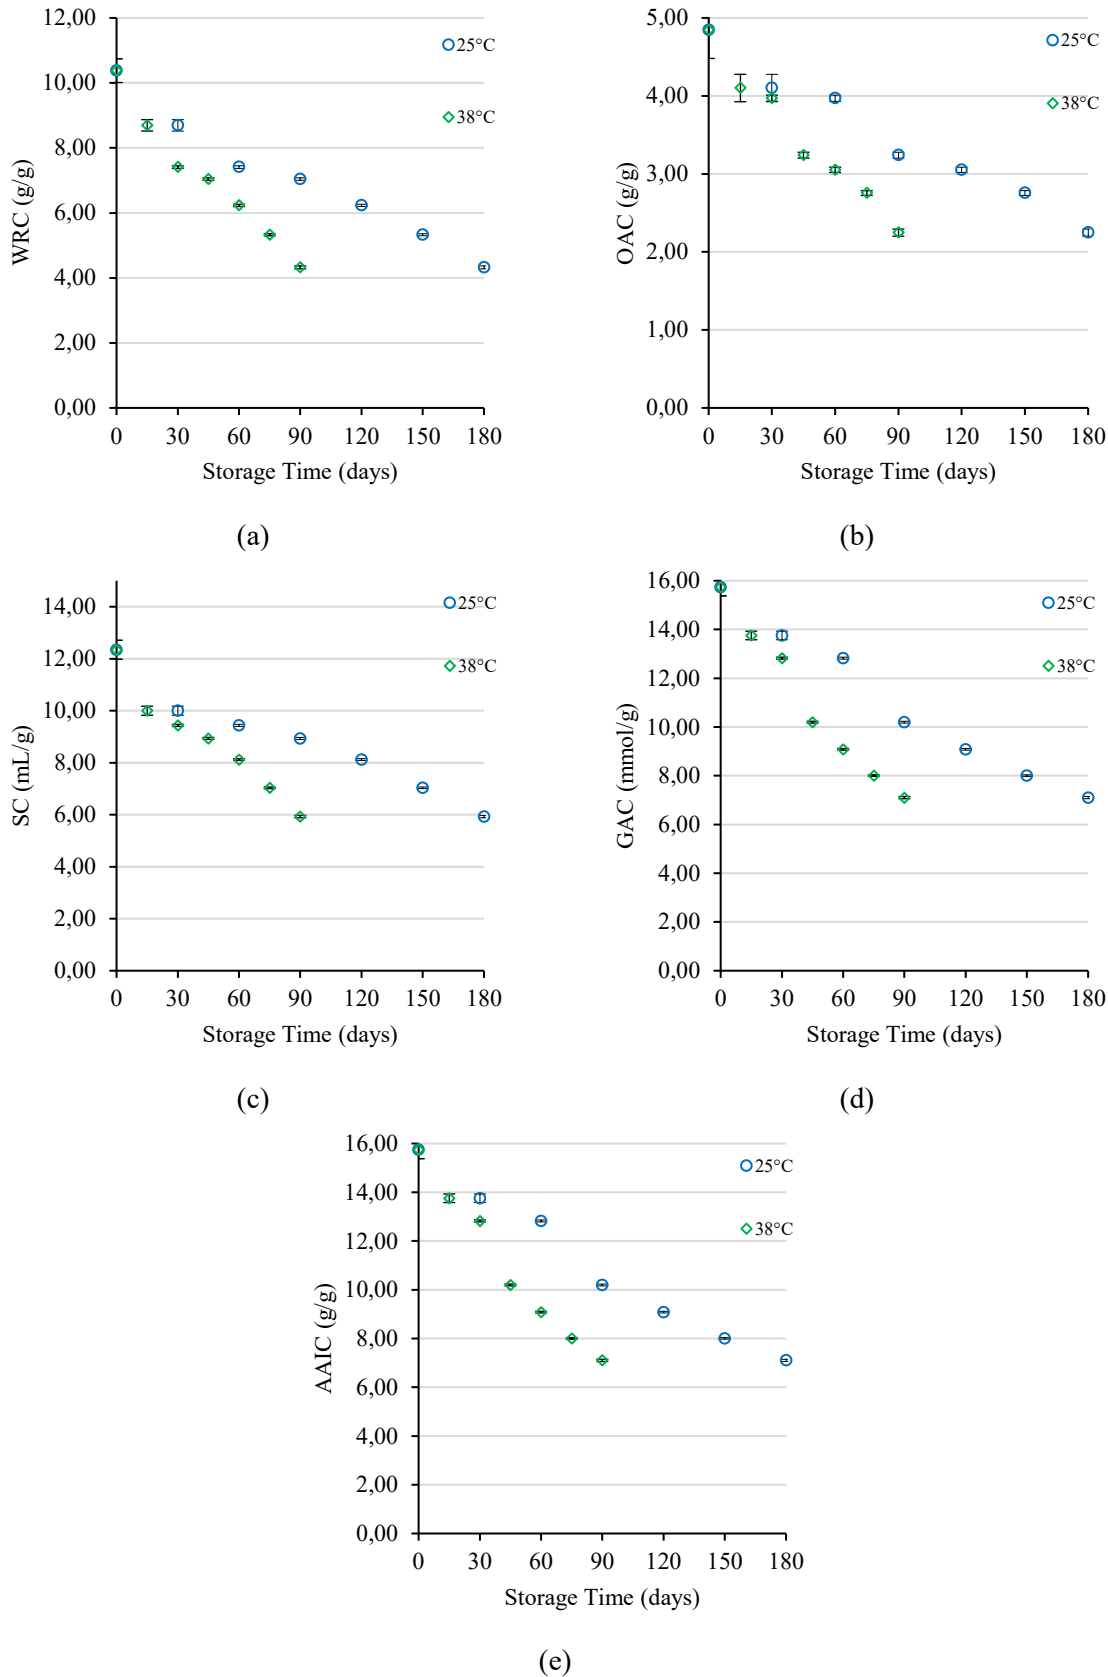 12,00
10,00
8,00
6,00
4,00
2,00
0,00
WRC (g/g)
25°C
38°C
0 30 60 90 120 150 180
Storage Time (days)
(a)
5,00
4,00
3,00
2,00
1,00
0,00
OAC (g/g)
25°C
38°C
0 30 60 90 120 150 180
Storage Time (days)
(b)
14,00
12,00
10,00
8,00
6,00
4,00
2,00
0,00
SC (mL/g)
25°C
38°C
0 30 60 90 120 150 180
Storage Time (days)
(c)
16,00
14,00
12,00
10,00
8,00
6,00
4,00
2,00
0,00
GAC (mmol/g)
25°C
38°C
0 30 60 90 120 150 180
Storage Time (days)
(d)
16,00
14,00
12,00
10,00
8,00
6,00
4,00
2,00
0,00
AAIC (g/g)
25°C
38°C
0 30 60 90 120 150 180
Storage Time (days)
(e)